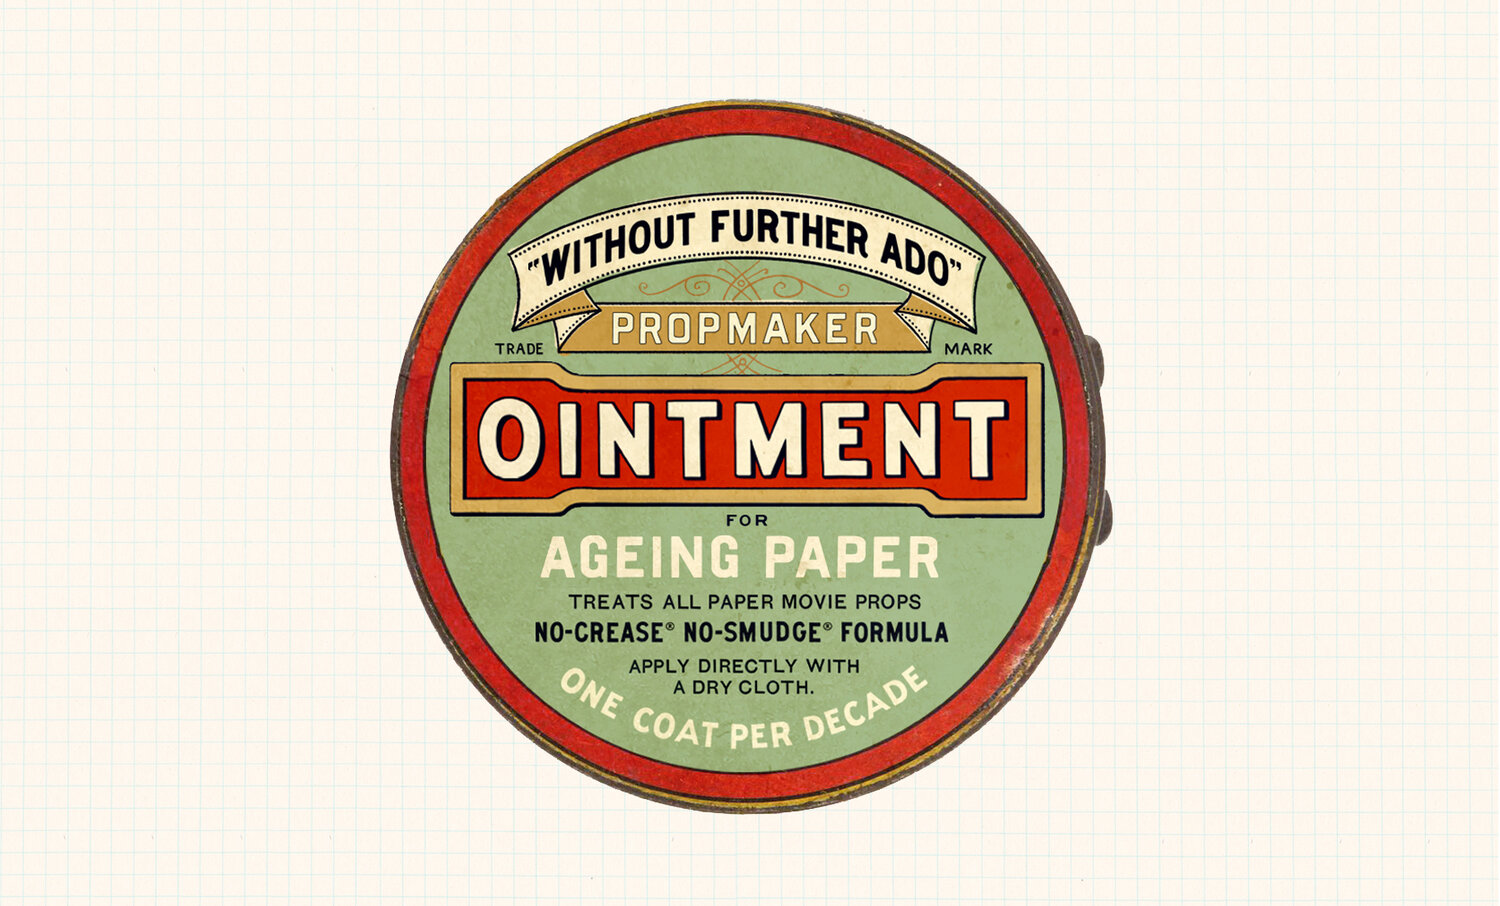 "WITHOUT FURTHER ADO"
PROPMAKER
TRADE MARK
OINTMENT
FOR
AGEING PAPER
TREATS ALL PAPER MOVIE PROPS
NO-CREASE® NO-SMUDGE® FORMULA
APPLY DIRECTLY WITH
A DRY CLOTH.
ONE COAT PER DECADE